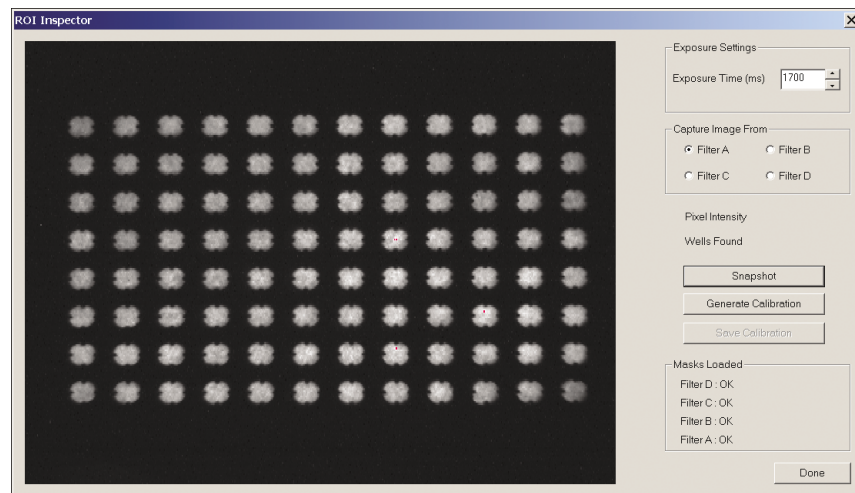 ROI Inspector
Exposure Settings
Exposure Time (ms) 1700
Capture Image From
Filter A Filter B
Filter C Filter D
Pixel Intensity
Wells Found
Snapshot
Generate Calibration
Save Calibration
Masks Loaded
Filter D : OK
Filter C : OK
Filter B : OK
Filter A : OK
Done